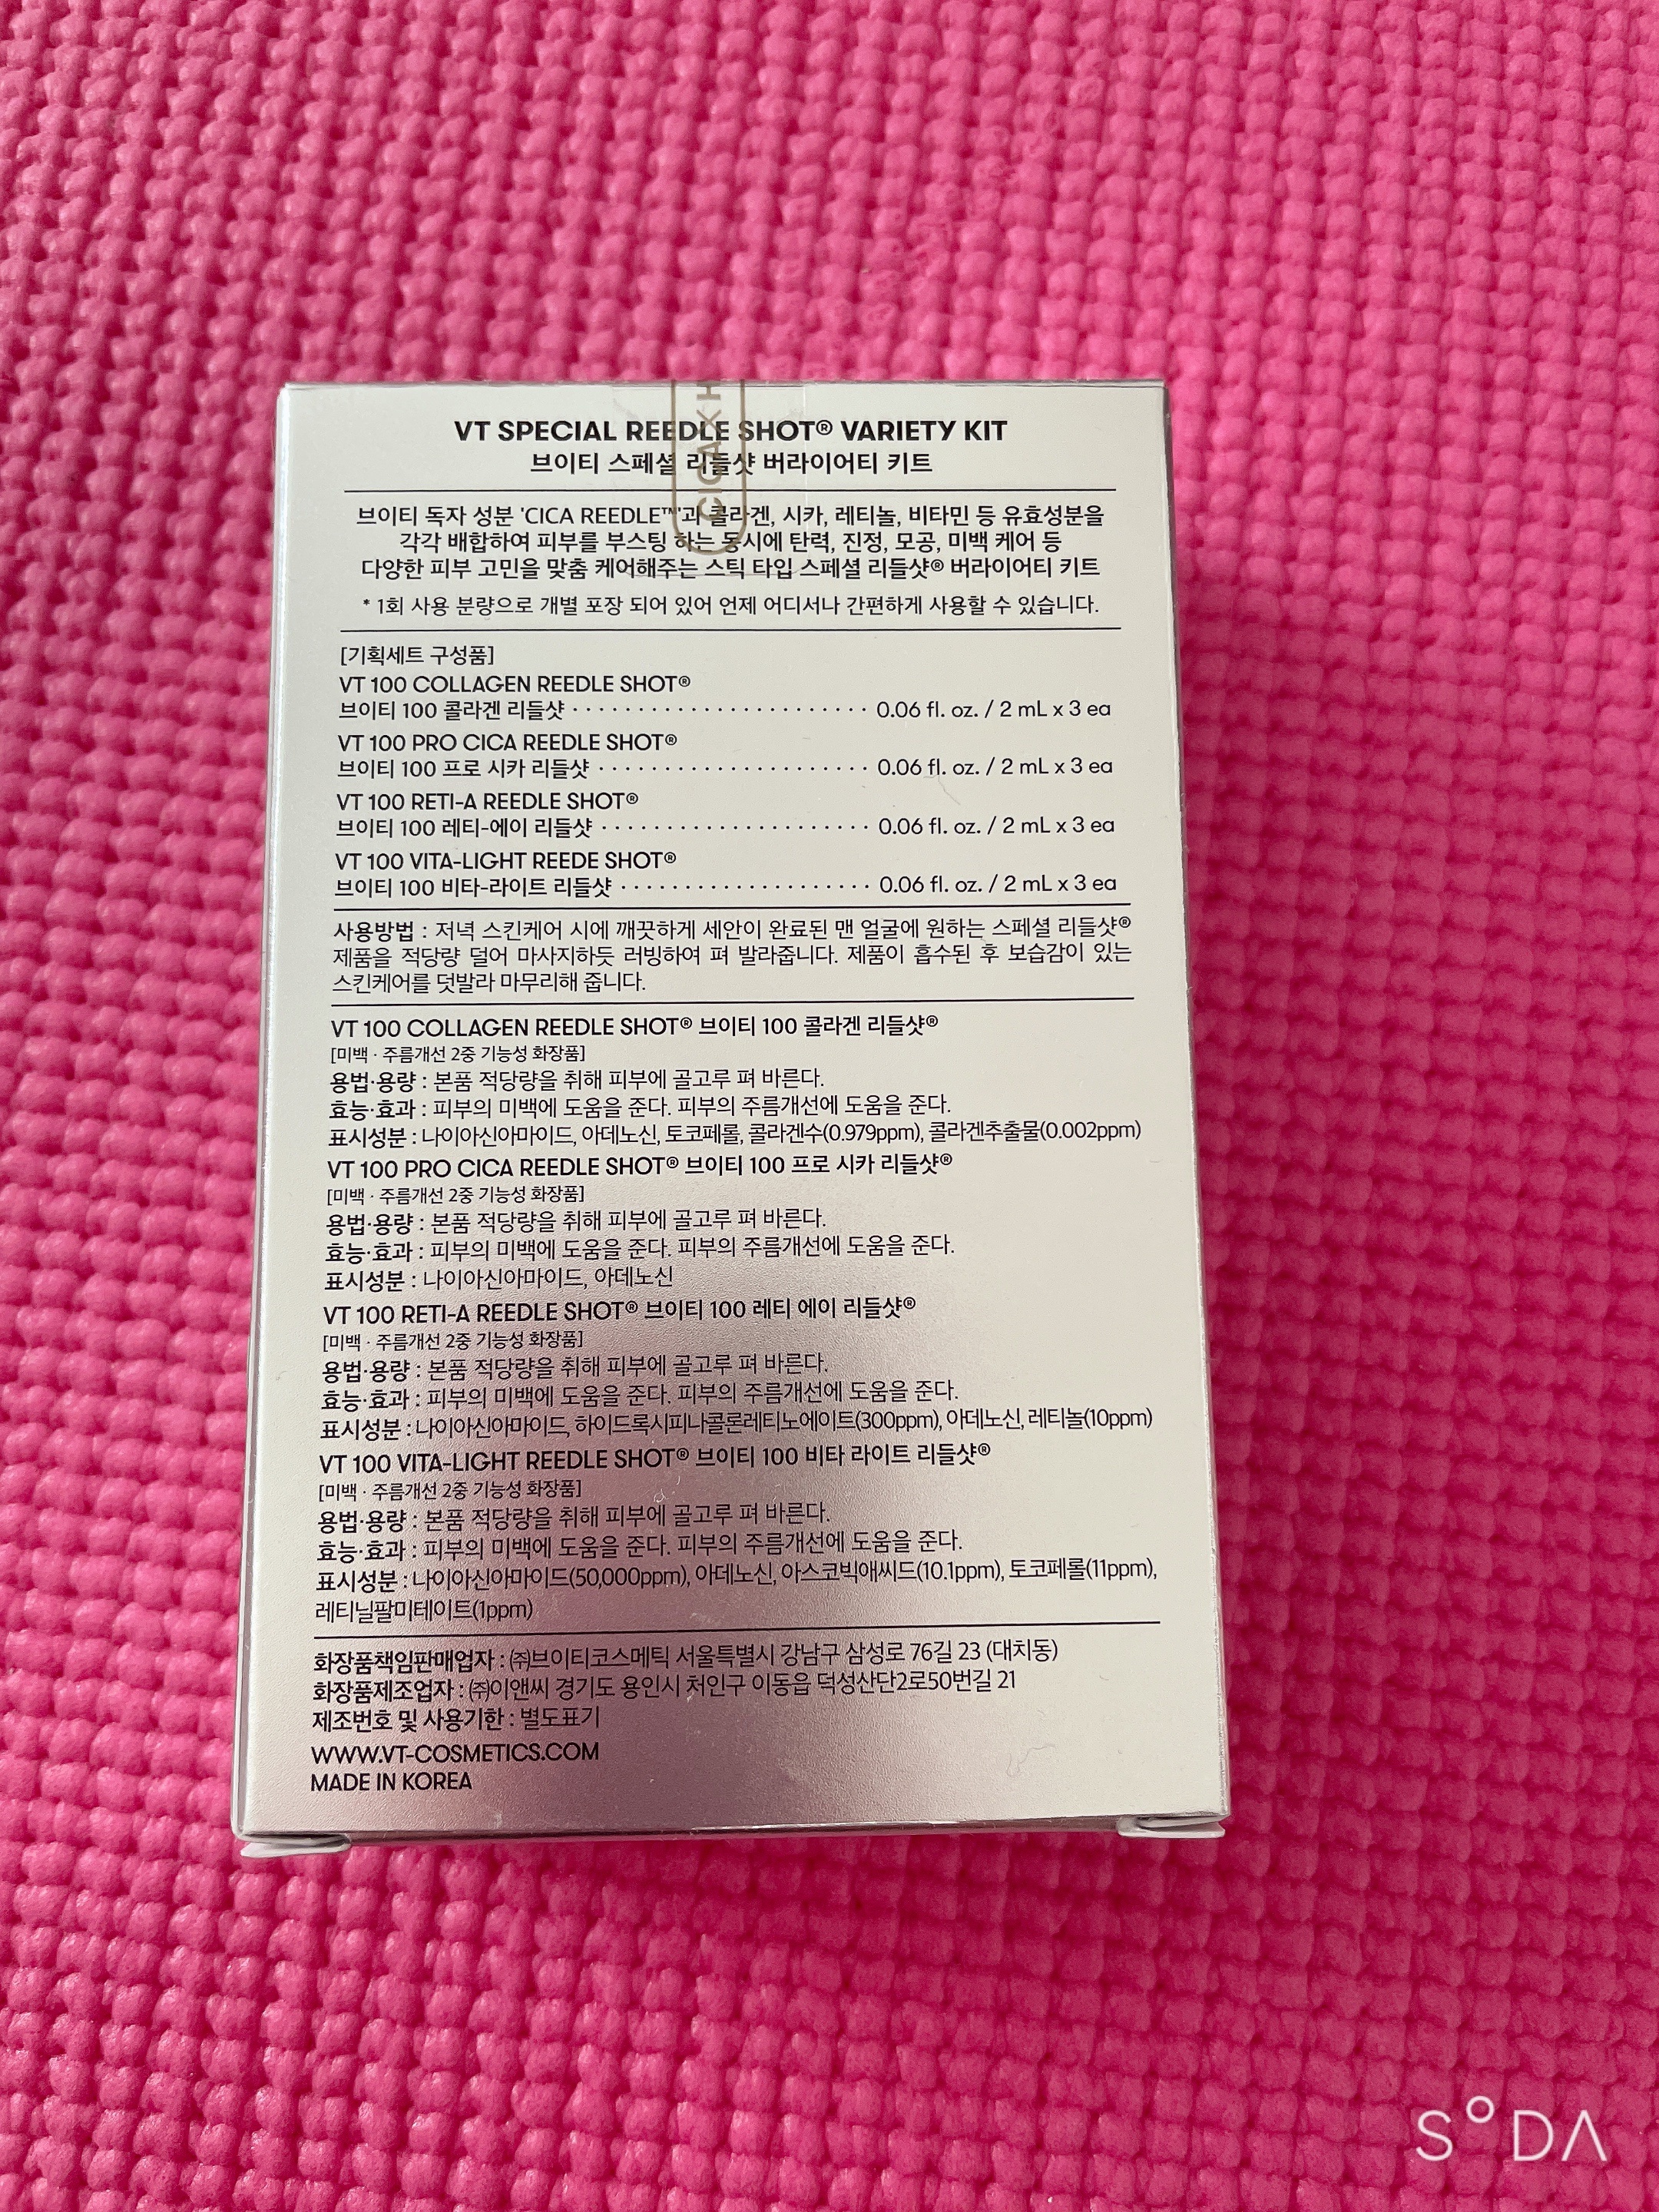 VT SPECIAL REEDLE SHOT® VARIETY KIT
브이티 스페셜 리들샷 버라이어티 키트
CICA X H
브이티 독자 성분 'CICA REEDLE™'과 콜라겐, 시카, 레티놀, 비타민 등 유효성분을
각각 배합하여 피부를 부스팅 하는 동시에 탄력, 진정, 모공, 미백 케어 등
다양한 피부 고민을 맞춤 케어해주는 스틱 타입 스페셜 리들샷® 버라이어티 키트
* 1회 사용 분량으로 개별 포장 되어 있어 언제 어디서나 간편하게 사용할 수 있습니다.
[기획세트 구성품]
VT 100 COLLAGEN REEDLE SHOT®
브이티 100 콜라겐 리들샷 ························ 0.06 fl. oz. / 2 mL x 3 ea
VT 100 PRO CICA REEDLE SHOT®
브이티 100 프로 시카 리들샷 ······················ 0.06 fl. oz. / 2 mL x 3 ea
VT 100 RETI-A REEDLE SHOT®
브이티 100 레티-에이 리들샷 ······················ 0.06 fl. oz. / 2 mL x 3 ea
VT 100 VITA-LIGHT REEDE SHOT®
브이티 100 비타-라이트 리들샷 ···················· 0.06 fl. oz. / 2 mL x 3 ea
사용방법 : 저녁 스킨케어 시에 깨끗하게 세안이 완료된 맨 얼굴에 원하는 스페셜 리들샷®
제품을 적당량 덜어 마사지하듯 러빙하여 펴 발라줍니다. 제품이 흡수된 후 보습감이 있는
스킨케어를 덧발라 마무리해 줍니다.
VT 100 COLLAGEN REEDLE SHOT® 브이티 100 콜라겐 리들샷®
[미백 · 주름개선 2중 기능성 화장품]
용법·용량 : 본품 적당량을 취해 피부에 골고루 펴 바른다.
효능·효과 : 피부의 미백에 도움을 준다. 피부의 주름개선에 도움을 준다.
표시성분 : 나이아신아마이드, 아데노신, 토코페롤, 콜라겐수(0.979ppm), 콜라겐추출물(0.002ppm)
VT 100 PRO CICA REEDLE SHOT® 브이티 100 프로 시카 리들샷®
[미백 · 주름개선 2중 기능성 화장품]
용법·용량 : 본품 적당량을 취해 피부에 골고루 펴 바른다.
효능·효과 : 피부의 미백에 도움을 준다. 피부의 주름개선에 도움을 준다.
표시성분 : 나이아신아마이드, 아데노신
VT 100 RETI-A REEDLE SHOT® 브이티 100 레티 에이 리들샷®
[미백 · 주름개선 2중 기능성 화장품]
용법·용량 : 본품 적당량을 취해 피부에 골고루 펴 바른다.
효능·효과 : 피부의 미백에 도움을 준다. 피부의 주름개선에 도움을 준다.
표시성분 : 나이아신아마이드, 하이드록시피나콜론레티노에이트(300ppm), 아데노신, 레티놀(10ppm)
VT 100 VITA-LIGHT REEDLE SHOT® 브이티 100 비타 라이트 리들샷®
[미백 · 주름개선 2중 기능성 화장품]
용법·용량 : 본품 적당량을 취해 피부에 골고루 펴 바른다.
효능·효과 : 피부의 미백에 도움을 준다. 피부의 주름개선에 도움을 준다.
표시성분 : 나이아신아마이드(50,000ppm), 아데노신, 아스코빅애씨드(10.1ppm), 토코페롤(11ppm),
레티닐팔미테이트(1ppm)
화장품책임판매업자 : ㈜브이티코스메틱 서울특별시 강남구 삼성로 76길 23 (대치동)
화장품제조업자 : ㈜이앤씨 경기도 용인시 처인구 이동읍 덕성산단2로50번길 21
제조번호 및 사용기한 : 별도표기
WWW.VT-COSMETICS.COM
MADE IN KOREA
SODA